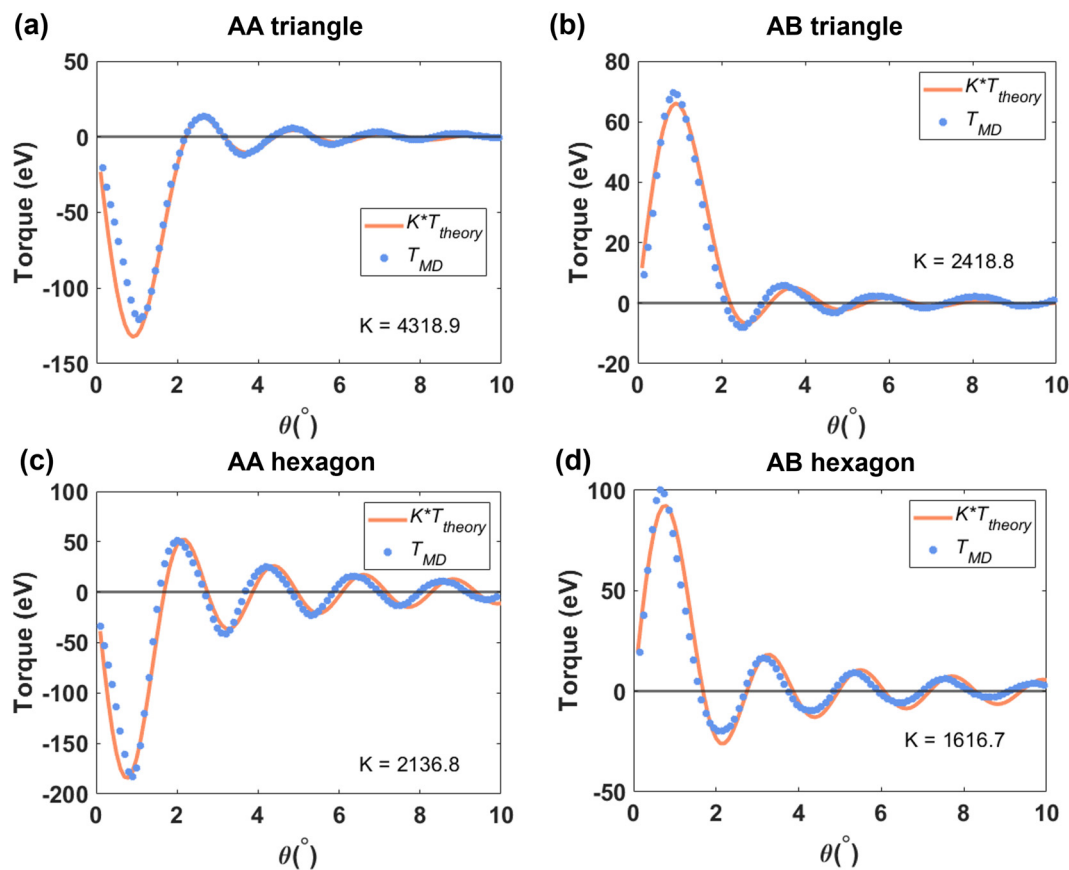 (a) AA triangle
Torque (eV)
50
0
-50
-100
-150
K*T_theory
T_MD
K = 4318.9
0 2 4 6 8 10
θ(°)
(b) AB triangle
Torque (eV)
80
60
40
20
0
20
K*T_theory
T_MD
K = 2418.8
0 2 4 6 8 10
θ(°)
(c) AA hexagon
Torque (eV)
100
50
0
-50
-100
-150
-200
K*T_theory
T_MD
K = 2136.8
0 2 4 6 8 10
θ(°)
(d) AB hexagon
Torque (eV)
100
50
0
-50
K*T_theory
T_MD
K = 1616.7
0 2 4 6 8 10
θ(°)